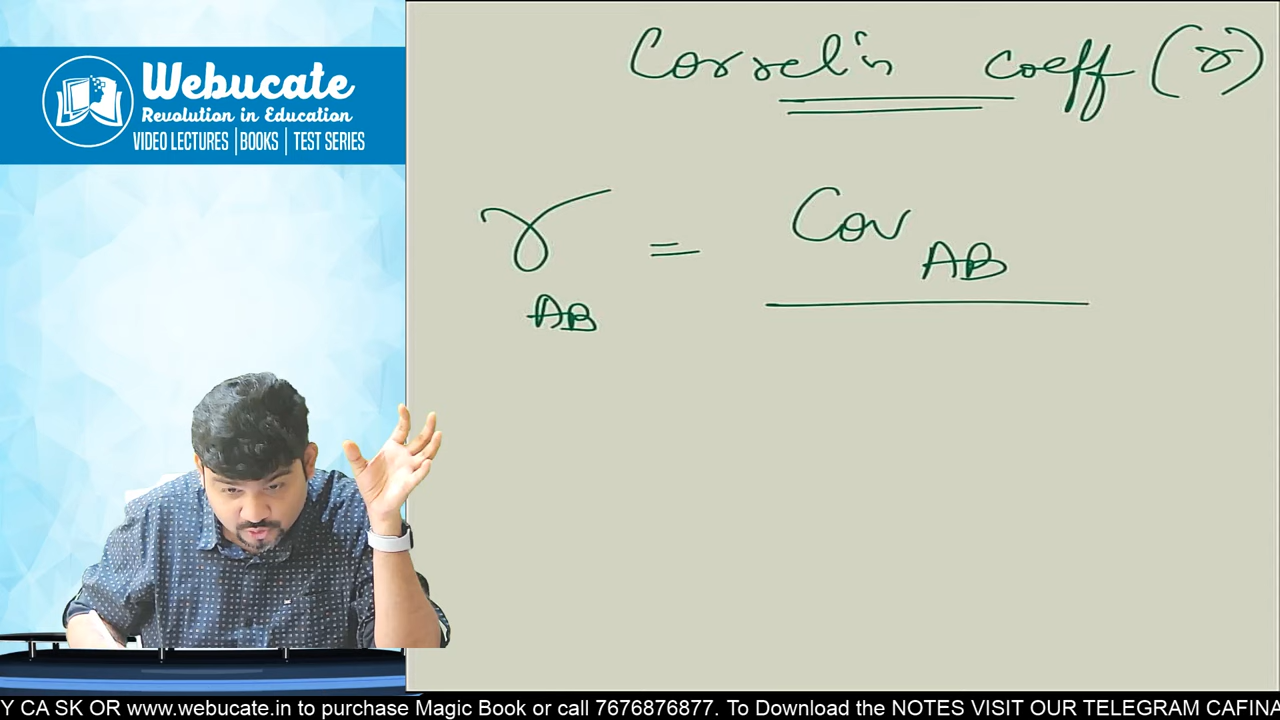 Webucate
Revolution in Education
VIDEO LECTURES | BOOKS | TEST SERIES
Correl'n coeff (r)
r AB = Cov AB
Y CA SK OR www.webucate.in to purchase Magic Book or call 7676876877. To Download the NOTES VISIT OUR TELEGRAM CAFINA